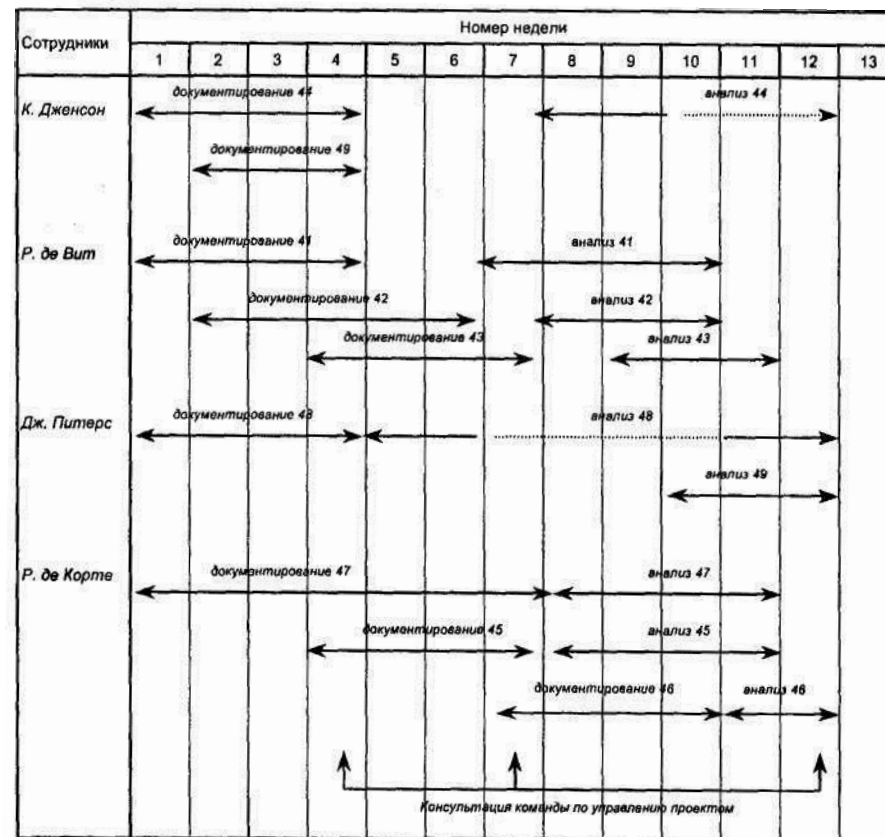 Сотрудники
Номер недели
1 2 3 4 5 6 7 8 9 10 11 12 13
К. Дженсон
документирование 44
анализ 44
документирование 49
Р. де Вит
документирование 41
анализ 41
документирование 42
анализ 42
документирование 43
анализ 43
Дж. Питерс
документирование 48
анализ 48
анализ 49
Р. де Корте
документирование 47
анализ 47
документирование 45
анализ 45
документирование 46
анализ 46
Консультация команды по управлению проектом